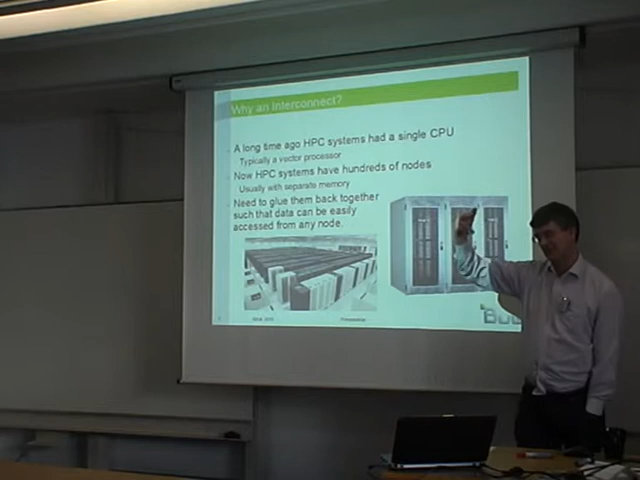 Why an Interconnect?
A long time ago HPC systems had a single CPU
Typically a vector processor
Now HPC systems have hundreds of nodes
Usually with separate memory
Need to glue them back together
such that data can be easily
accessed from any node.